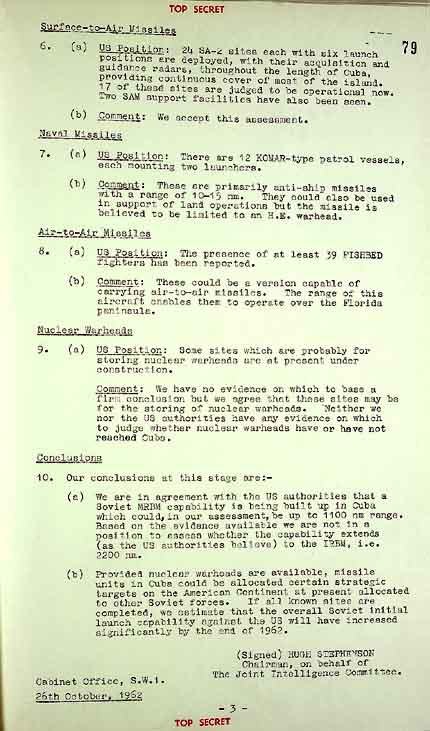 TOP SECRET
79
Surface-to-Air Missiles
6. (a) US Position: 24 SA-2 sites each with six launch
positions are deployed, with their acquisition and
guidance radars, throughout the length of Cuba,
providing continuous cover of most of the island.
17 of these sites are judged to be operational now.
Two SAM support facilities have also been seen.
(b) Comment: We accept this assessment.
Naval Missiles
7. (a) US Position: There are 12 KOMAR-type patrol vessels,
each mounting two launchers.
(b) Comment: These are primarily anti-ship missiles
with a range of 10-15 nm. They could also be used
in support of land operations but the missile is
believed to be limited to an H.E. warhead.
Air-to-Air Missiles
8. (a) US Position: The presence of at least 39 FISHBED
fighters has been reported.
(b) Comment: These could be a version capable of
carrying air-to-air missiles. The range of this
aircraft enables them to operate over the Florida
peninsula.
Nuclear Warheads
9. (a) US Position: Some sites which are probably for
storing nuclear warheads are at present under
construction.
Comment: We have no evidence on which to base a
firm conclusion but we agree that these sites may be
for the storing of nuclear warheads. Neither we
nor the US authorities have any evidence on which
to judge whether nuclear warheads have or have not
reached Cuba.
Conclusions
10. Our conclusions at this stage are:-
(a) We are in agreement with the US authorities that a
Soviet MRBM capability is being built up in Cuba
which could, in our assessment, be up to 1100 nm range.
Based on the evidence available we are not in a
position to assess whether the capability extends
(as the US authorities believe) to the IRBM, i.e.
2200 nm.
(b) Provided nuclear warheads are available, missile
units in Cuba could be allocated certain strategic
targets on the American Continent at present allocated
to other Soviet forces. If all known sites are
completed, we estimate that the overall Soviet initial
launch capability against the US will have increased
significantly by the end of 1962.
(Signed) HUGH STEPHENSON
Chairman, on behalf of
The Joint Intelligence Committee.
Cabinet Office, S.W.1.
26th October, 1962
- 3 -
TOP SECRET